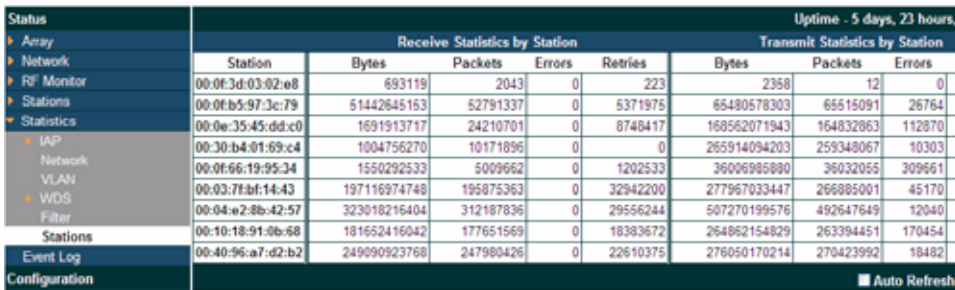 Status
Uptime - 5 days, 23 hours,
Array
Network
RF Monitor
Stations
Statistics
IAP
Network
VLAN
WDS
Filter
Stations
Event Log
Configuration
Receive Statistics by Station Transmit Statistics by Station
Station Bytes Packets Errors Retries Bytes Packets Errors
00:0f:3d:03:02:e8 693119 2043 0 223 2358 12 0
00:0f:b5:97:3c:79 51442645153 52791337 0 5371975 65480578303 65515091 26764
00:0e:35:45:dd:c0 1691913717 24210701 0 8748417 168562071943 164832863 112870
00:30:b4:01:69:c4 1004756270 10171896 0 0 265914094203 259348067 10303
00:0f:66:19:95:34 1550292533 5009662 0 1202533 36006985880 36032055 309661
00:03:7f:bf:14:43 197116974748 195875363 0 32942200 277967033447 266885001 45170
00:04:e2:8b:42:57 323018216404 312187836 0 29556244 507270199576 492647649 12040
00:10:18:91:0b:68 181652416042 177651569 0 18383672 264862154829 263394451 170454
00:40:96:a7:d2:b2 249090923768 247980426 0 22610375 276050170214 270423992 18482
Auto Refresh